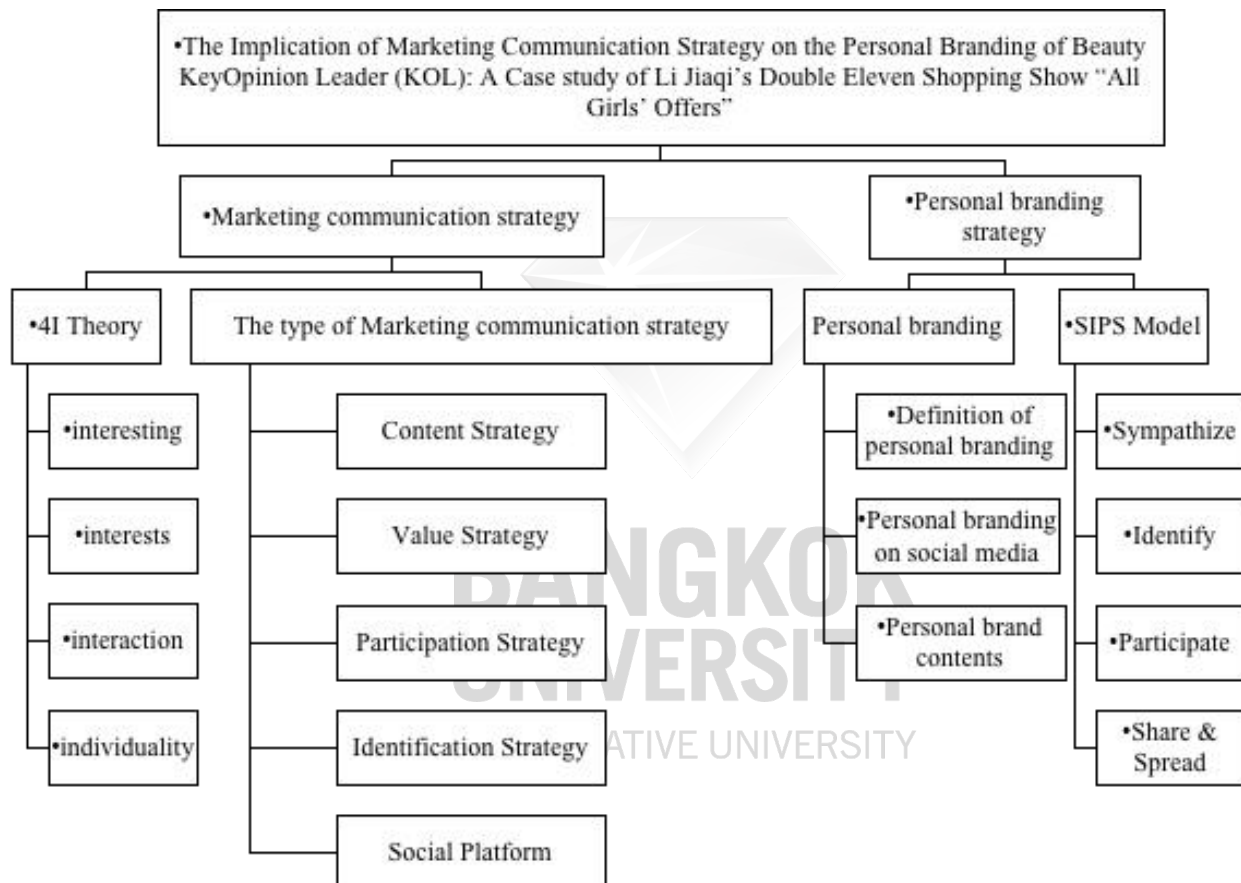 •The Implication of Marketing Communication Strategy on the Personal Branding of Beauty
KeyOpinion Leader (KOL): A Case study of Li Jiaqi’s Double Eleven Shopping Show “All
Girls’ Offers”
•Marketing communication strategy
•Personal branding
strategy
•4I Theory
The type of Marketing communication strategy
Personal branding
•SIPS Model
•interesting
Content Strategy
•Definition of
personal branding
•Sympathize
•interests
Value Strategy
•Personal branding
on social media
•Identify
•interaction
Participation Strategy
•Personal brand
contents
•Participate
•individuality
Identification Strategy
•Share &
Spread
Social Platform
BANGKOK
UNIVERSITY
ATIVE UNIVERSITY